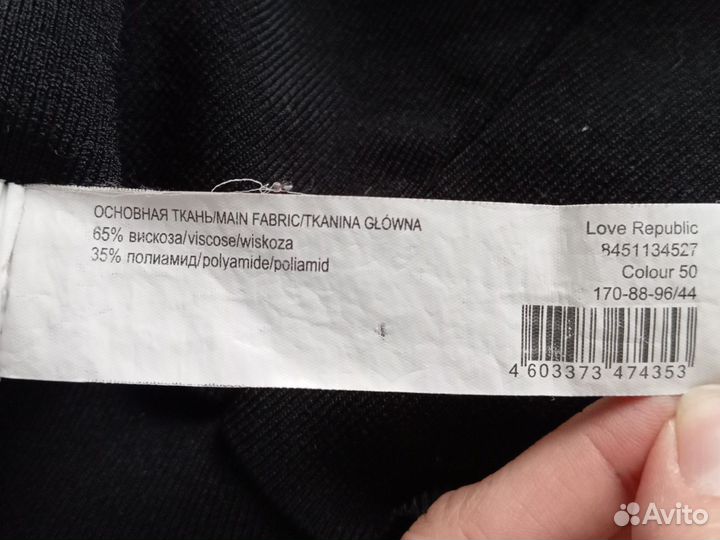 ОСНОВНАЯ ТКАНЬ/MAIN FABRIC/TKANINA GŁÓWNA
65% вискоза/viscose/wiskoza
35% полиамид/polyamide/poliamid
Love Republic
8451134527
Colour 50
170-88-96/44
4 603373 474353
Avito